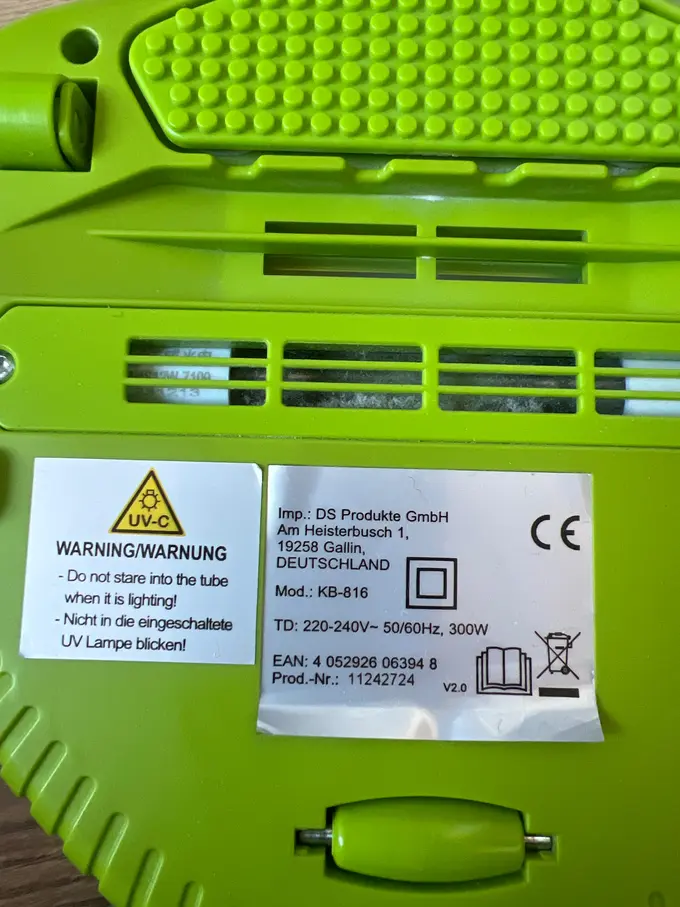 7100
213
UV-C
WARNING/WARNUNG
- Do not stare into the tube
when it is lighting!
- Nicht in die eingeschaltete
UV Lampe blicken!
Imp.: DS Produkte GmbH
Am Heisterbusch 1,
19258 Gallin,
DEUTSCHLAND
CE
Mod.: KB-816
TD: 220-240V~ 50/60Hz, 300W
EAN: 4 052926 06394 8
Prod.-Nr.: 11242724
V2.0